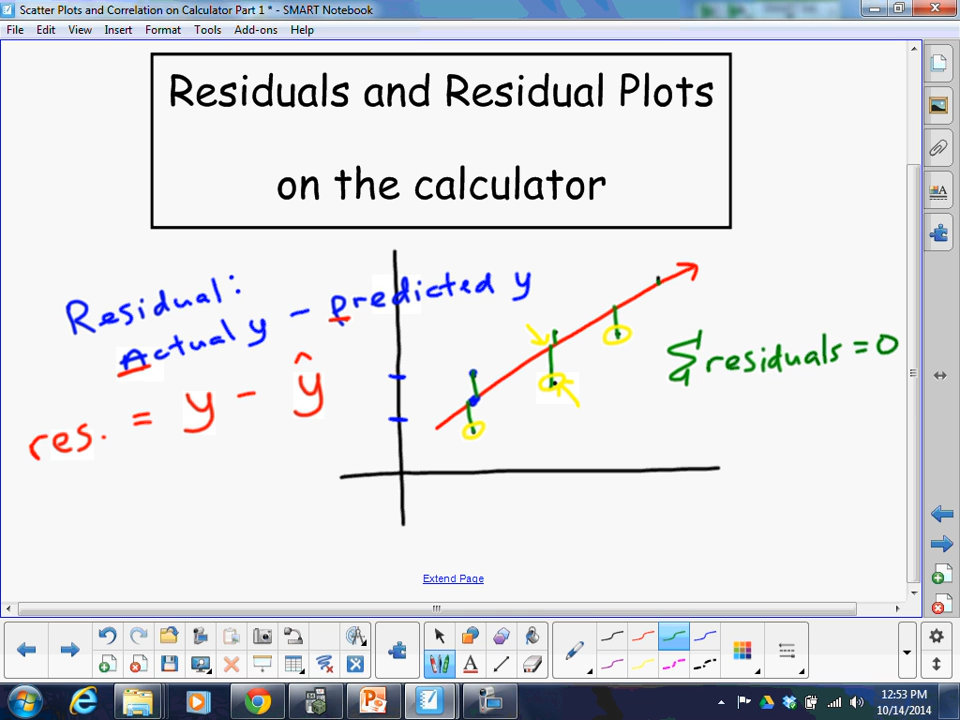 Scatter Plots and Correlation on Calculator Part 1 * - SMART Notebook
File Edit View Insert Format Tools Add-ons Help
Residuals and Residual Plots
on the calculator
Residual:
Actual y - predicted y
res. = y - ŷ
∑ residuals = 0
Extend Page
12:53 PM
10/14/2014